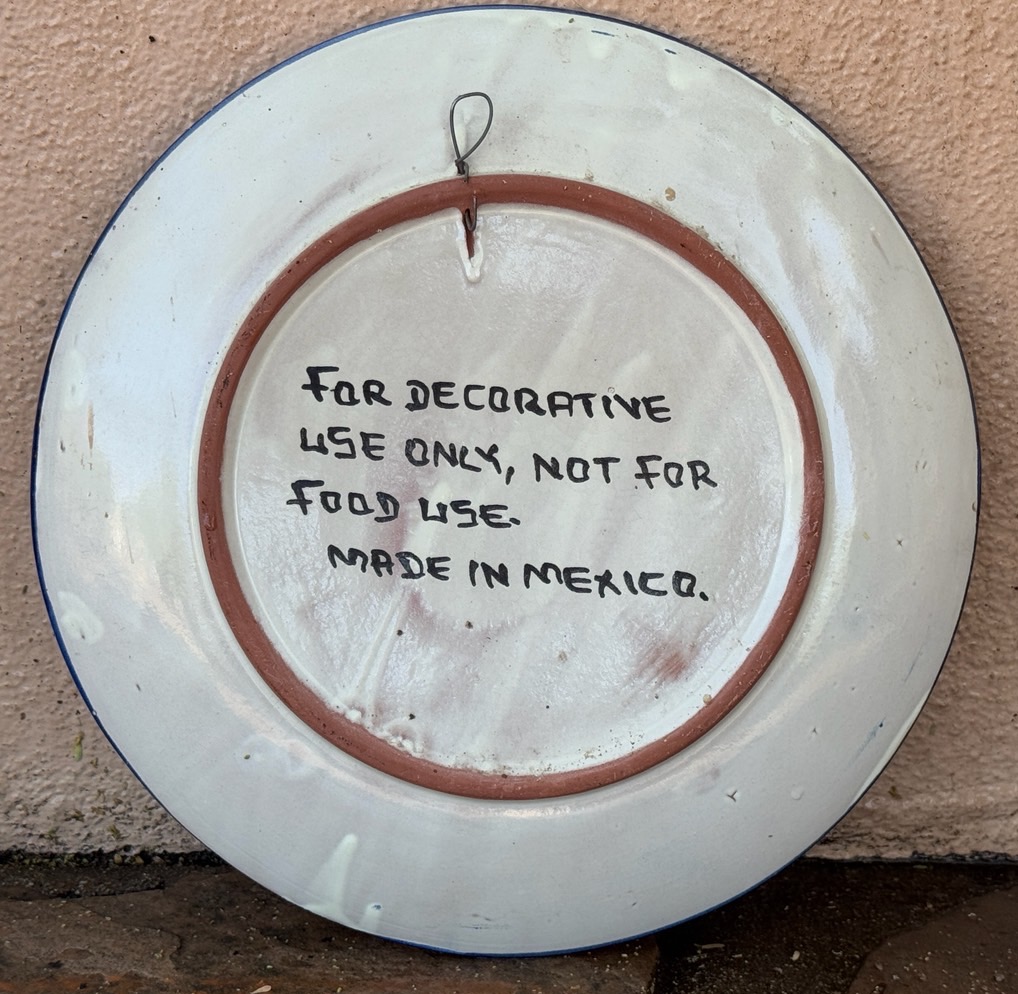 FOR DECORATIVE
USE ONLY, NOT FOR
FOOD USE.
MADE IN MEXICO.